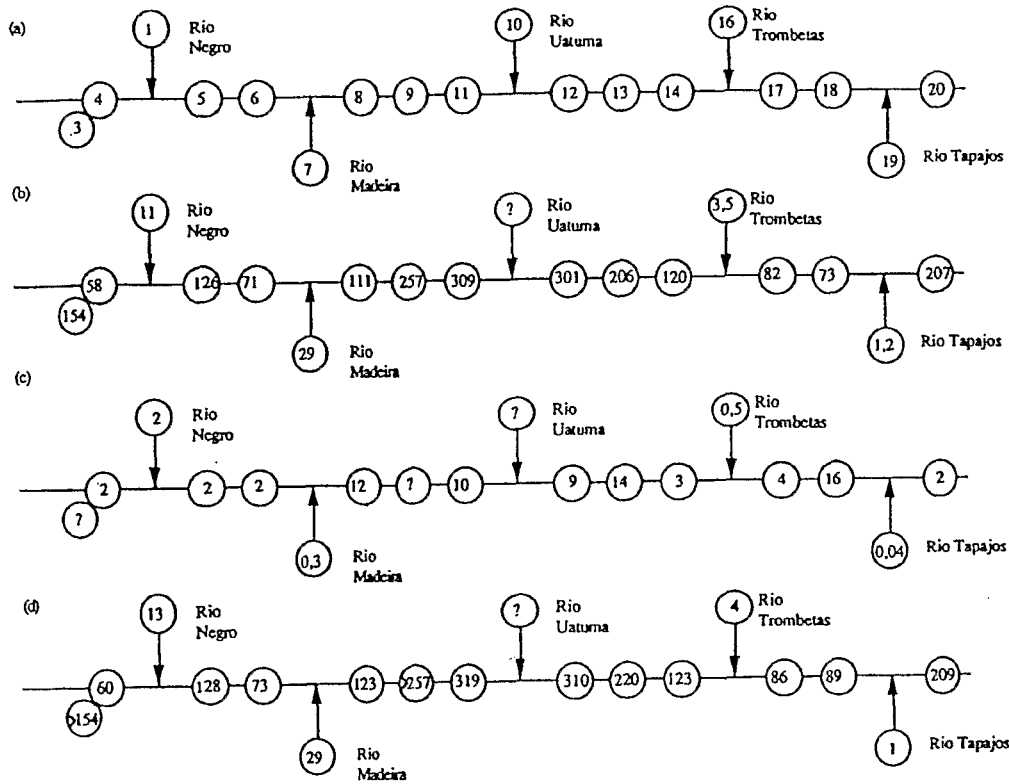 (a)
1
Rio
Negro
10
Rio
Uatuma
16
Rio
Trombetas
4
5
6
8
9
11
12
13
14
17
18
20
.3
7
Rio
Madeira
19
Rio Tapajos
(b)
11
Rio
Negro
?
Rio
Uatuma
3,5
Rio
Trombetas
58
126
71
111
257
309
301
206
120
82
73
207
154
29
Rio
Madeira
1,2
Rio Tapajos
(c)
2
Rio
Negro
?
Rio
Uatuma
0,5
Rio
Trombetas
2
2
2
12
?
10
9
14
3
4
16
2
?
0,3
Rio
Madeira
0,04
Rio Tapajos
(d)
13
Rio
Negro
?
Rio
Uatuma
4
Rio
Trombetas
60
128
73
123
>257
319
310
220
123
86
89
209
>154
29
Rio
Madeira
1
Rio Tapajos